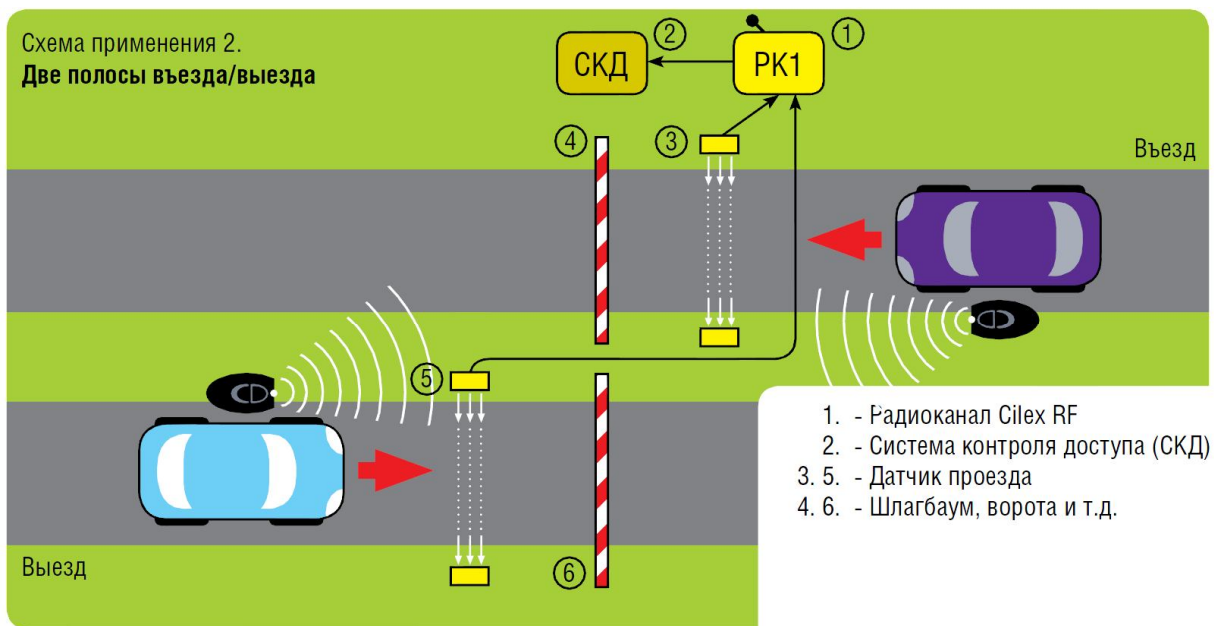 Схема применения 2.
Две полосы въезда/выезда
СКД
2
РК1
1
4
3
Въезд
5
Выезд
6
1. - Радиоканал Cilex RF
2. - Система контроля доступа (СКД)
3. 5. - Датчик проезда
4. 6. - Шлагбаум, ворота и т.д.